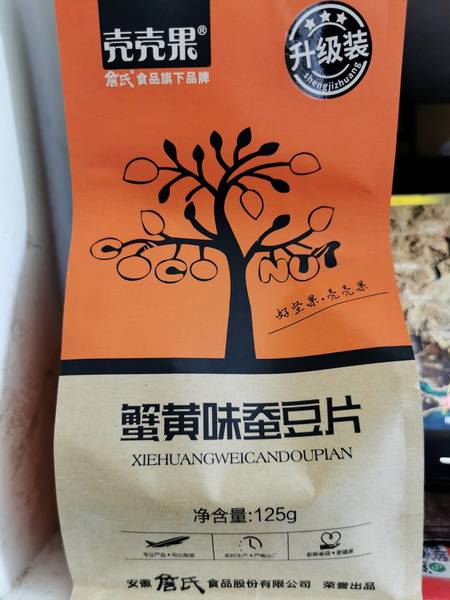 壳壳果®
詹氏®食品旗下品牌
升级装
shengjizhuang
COCO NUT
好坚果·壳壳果
蟹黄味蚕豆片
XIEHUANGWEICANDOUPIAN
净含量:125g
安徽 詹氏 食品股份有限公司 荣誉出品